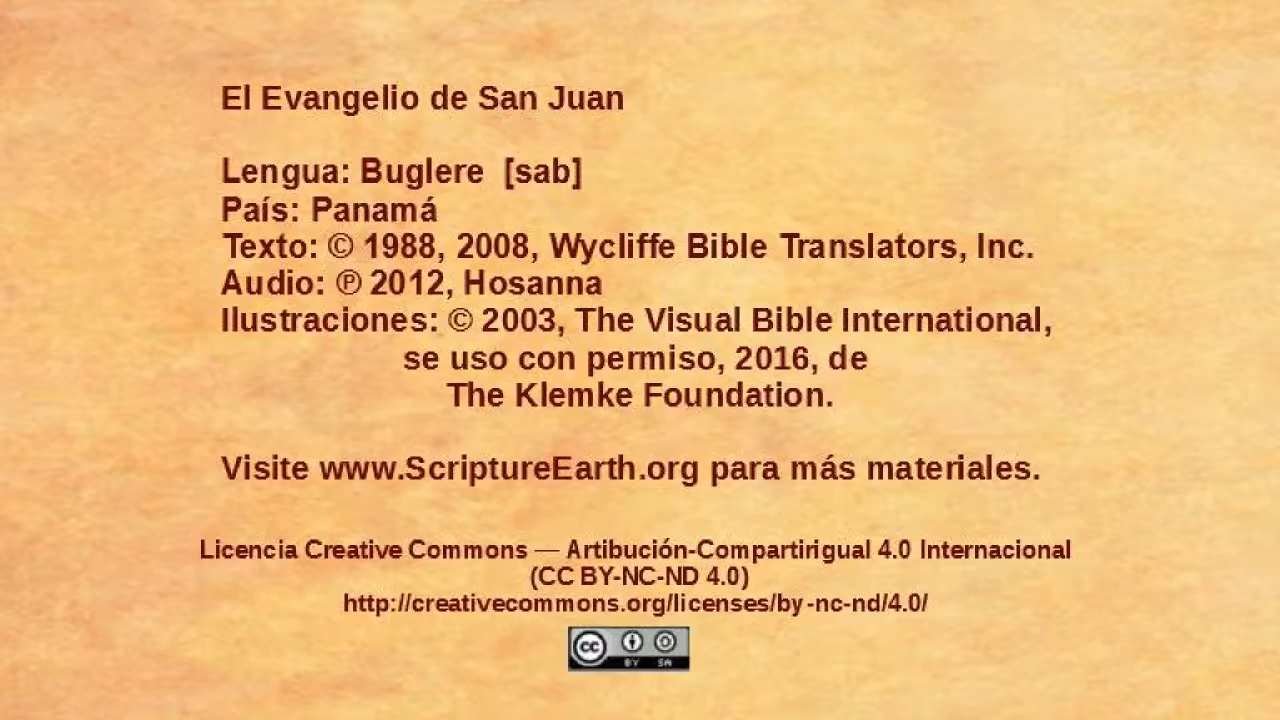 El Evangelio de San Juan
Lengua: Buglere [sab]
País: Panamá
Texto: © 1988, 2008, Wycliffe Bible Translators, Inc.
Audio: ℗ 2012, Hosanna
Ilustraciones: © 2003, The Visual Bible International,
se uso con permiso, 2016, de
The Klemke Foundation.
Visite www.ScriptureEarth.org para más materiales.
Licencia Creative Commons — Artibución-Compartirigual 4.0 Internacional
(CC BY-NC-ND 4.0)
http://creativecommons.org/licenses/by-nc-nd/4.0/
cc BY SA